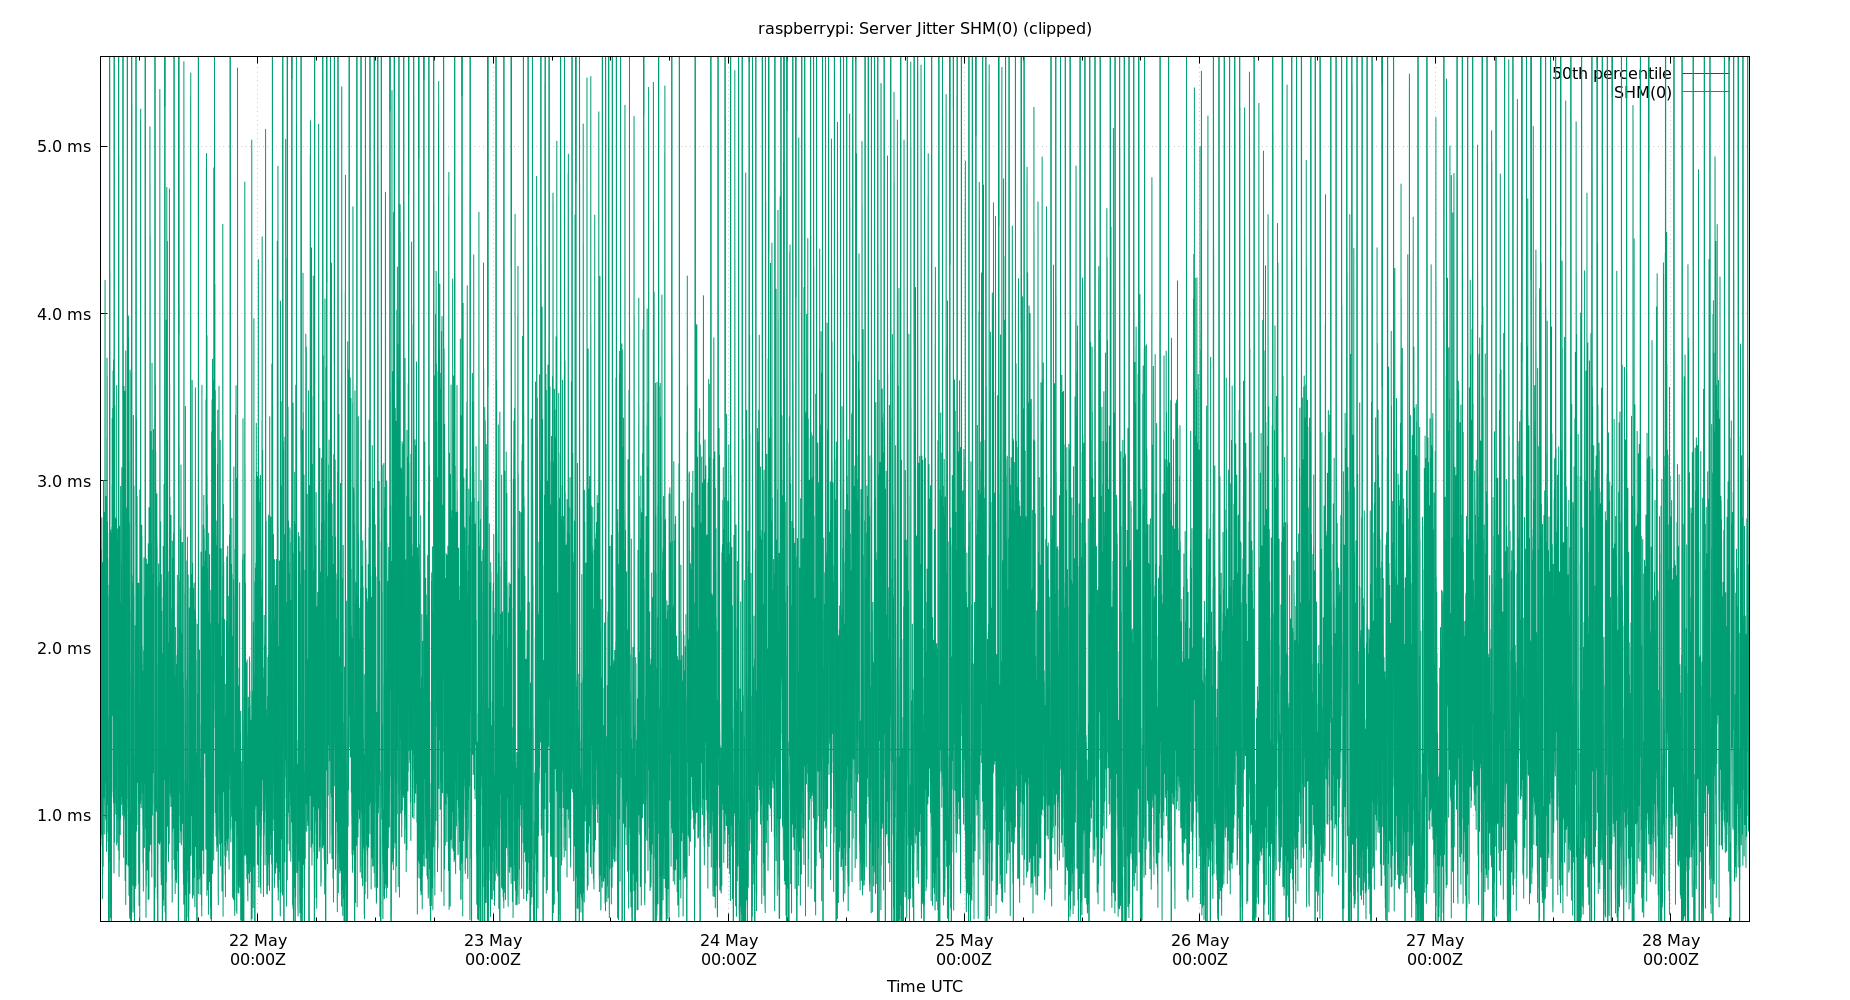 raspberrypi: Server Jitter SHM(0) (clipped)
50th percentile
SHM(0)
5.0 ms
4.0 ms
3.0 ms
2.0 ms
1.0 ms
22 May 23 May 24 May 25 May 26 May 27 May 28 May
00:00Z 00:00Z 00:00Z 00:00Z 00:00Z 00:00Z 00:00Z
Time UTC